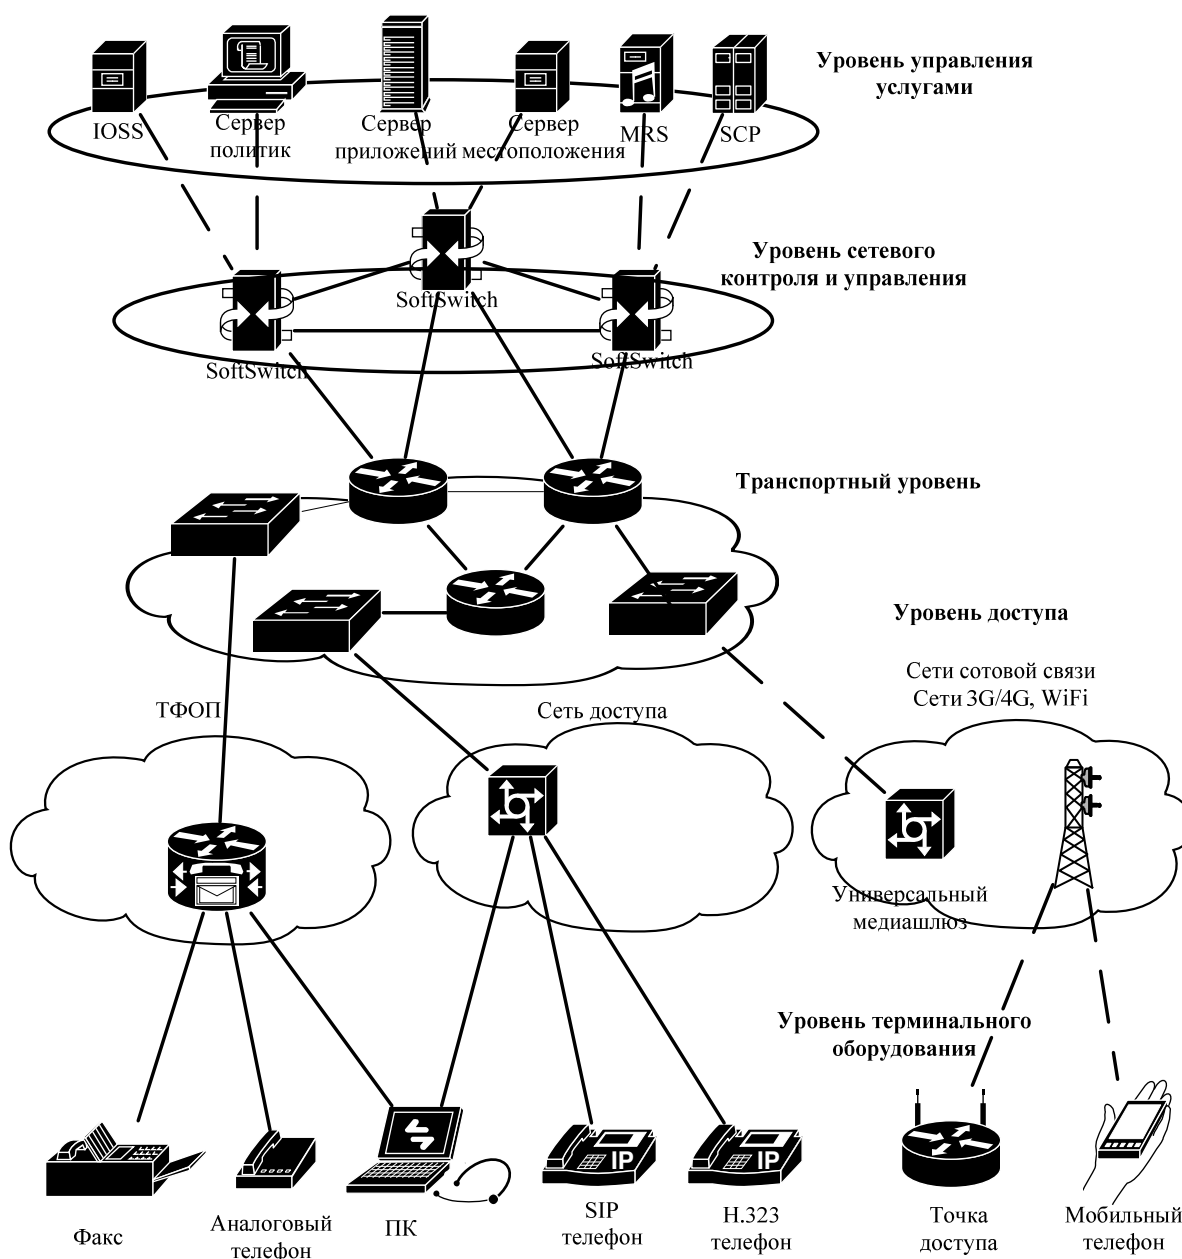 Уровень управления
услугами
IOSS
Сервер
политик
Сервер
приложений
Сервер
местоположения
MRS
SCP
Уровень сетевого
контроля и управления
SoftSwitch
SoftSwitch
SoftSwitch
Транспортный уровень
Уровень доступа
Сети сотовой связи
Сети 3G/4G, WiFi
ТФОП
Сеть доступа
Универсальный
медиашлюз
Уровень терминального
оборудования
IP
IP
Факс
Аналоговый
телефон
ПК
SIP
телефон
H.323
телефон
Точка
доступа
Мобильный
телефон